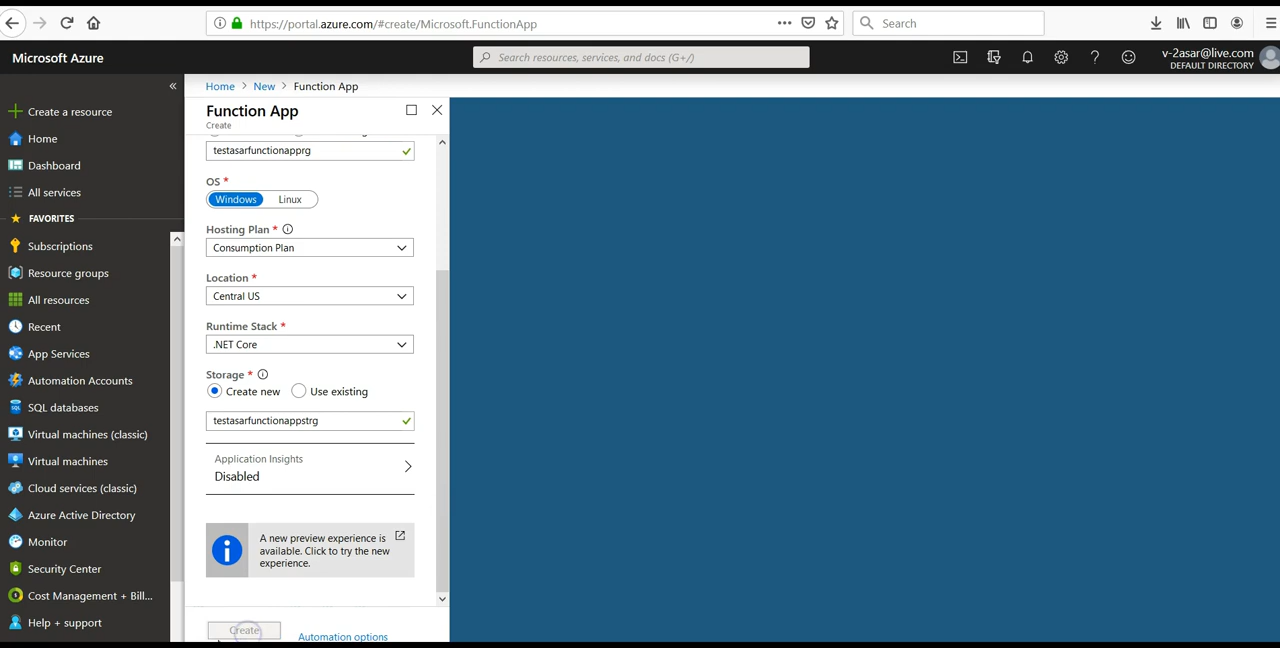 https://portal.azure.com/#create/Microsoft.FunctionApp
Search
Microsoft Azure
Search resources, services, and docs (G+/)
v-2asar@live.com
DEFAULT DIRECTORY
Create a resource
Home
Dashboard
All services
FAVORITES
Subscriptions
Resource groups
All resources
Recent
App Services
Automation Accounts
SQL databases
Virtual machines (classic)
Virtual machines
Cloud services (classic)
Azure Active Directory
Monitor
Security Center
Cost Management + Bill...
Help + support
Home > New > Function App
Function App
Create
testasarfunctionapprg
OS *
Windows Linux
Hosting Plan *
Consumption Plan
Location *
Central US
Runtime Stack *
.NET Core
Storage *
Create new Use existing
testasarfunctionappstrg
Application Insights
Disabled
A new preview experience is
available. Click to try the new
experience.
Create
Automation options